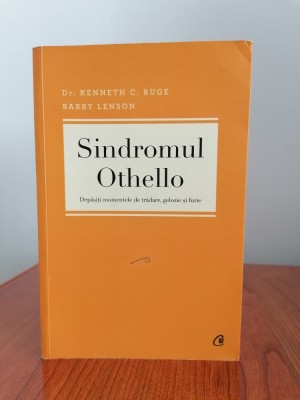 Dr. KENNETH C. RUGE
BARRY LENSON
Sindromul
Othello
Depășiți momentele de trădare, gelozie și furie